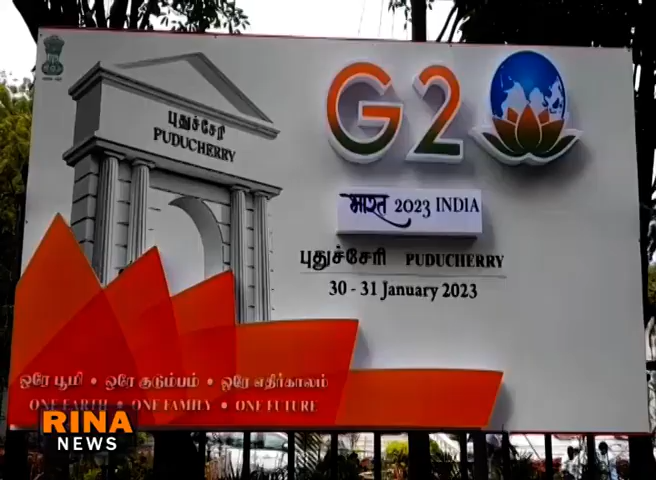 புதுச்சேரி
PUDUCHERRY
G20
भारत 2023 INDIA
புதுச்சேரி PUDUCHERRY
30 - 31 January 2023
ஒரே பூமி • ஒரே குடும்பம் • ஒரே எதிர்காலம்
ONE EARTH • ONE FAMILY • ONE FUTURE
RINA
NEWS